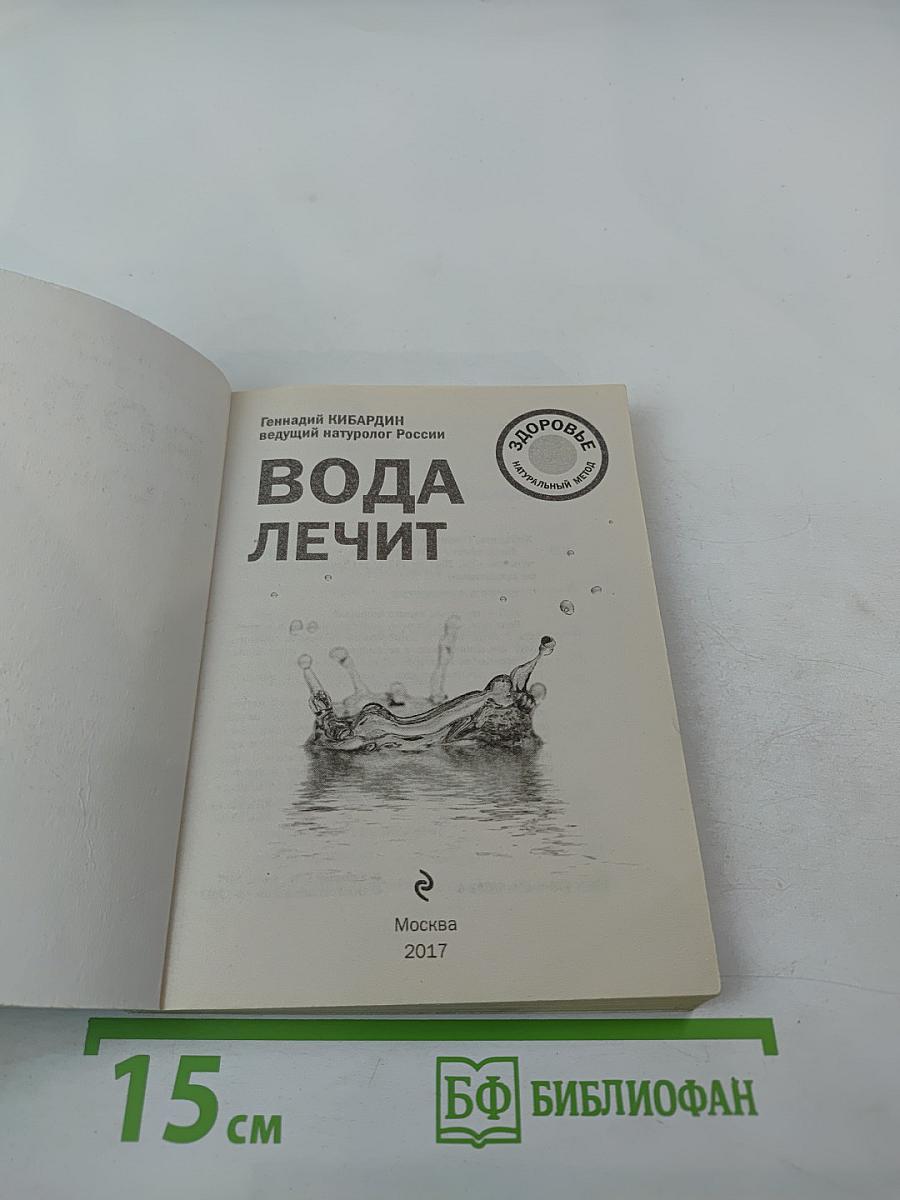 Геннадий КИБАРДИН
ведущий натуролог России
ЗДОРОВЬЕ
НАТУРАЛЬНЫЙ МЕТОД
ВОДА
ЛЕЧИТ
Москва
2017
15 см
БФ БИБЛИОФАН